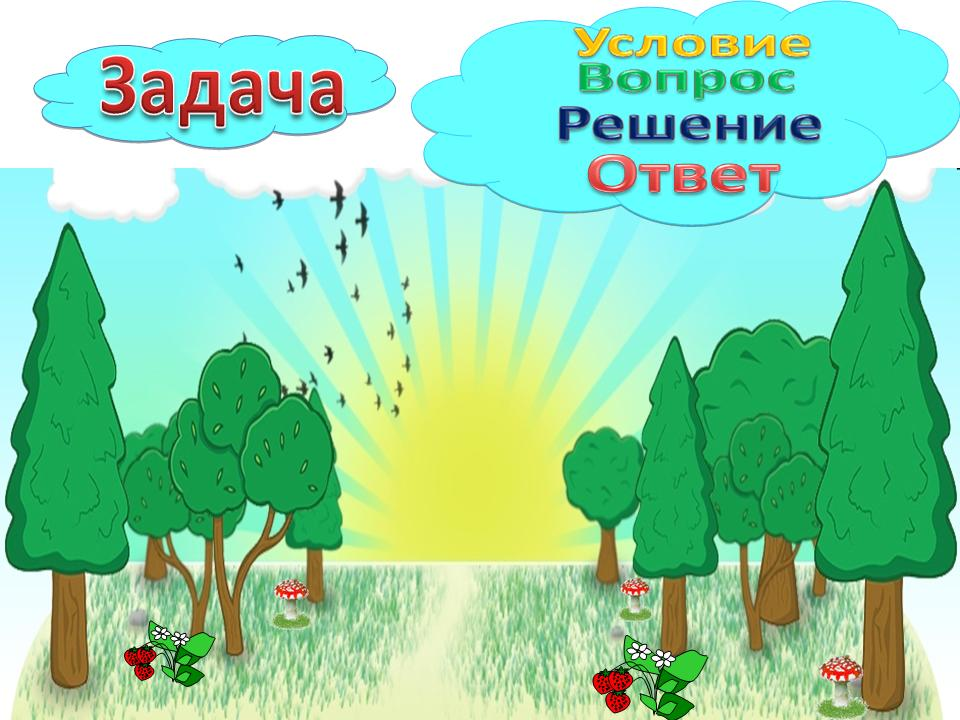 Задача
Условие
Вопрос
Решение
Ответ